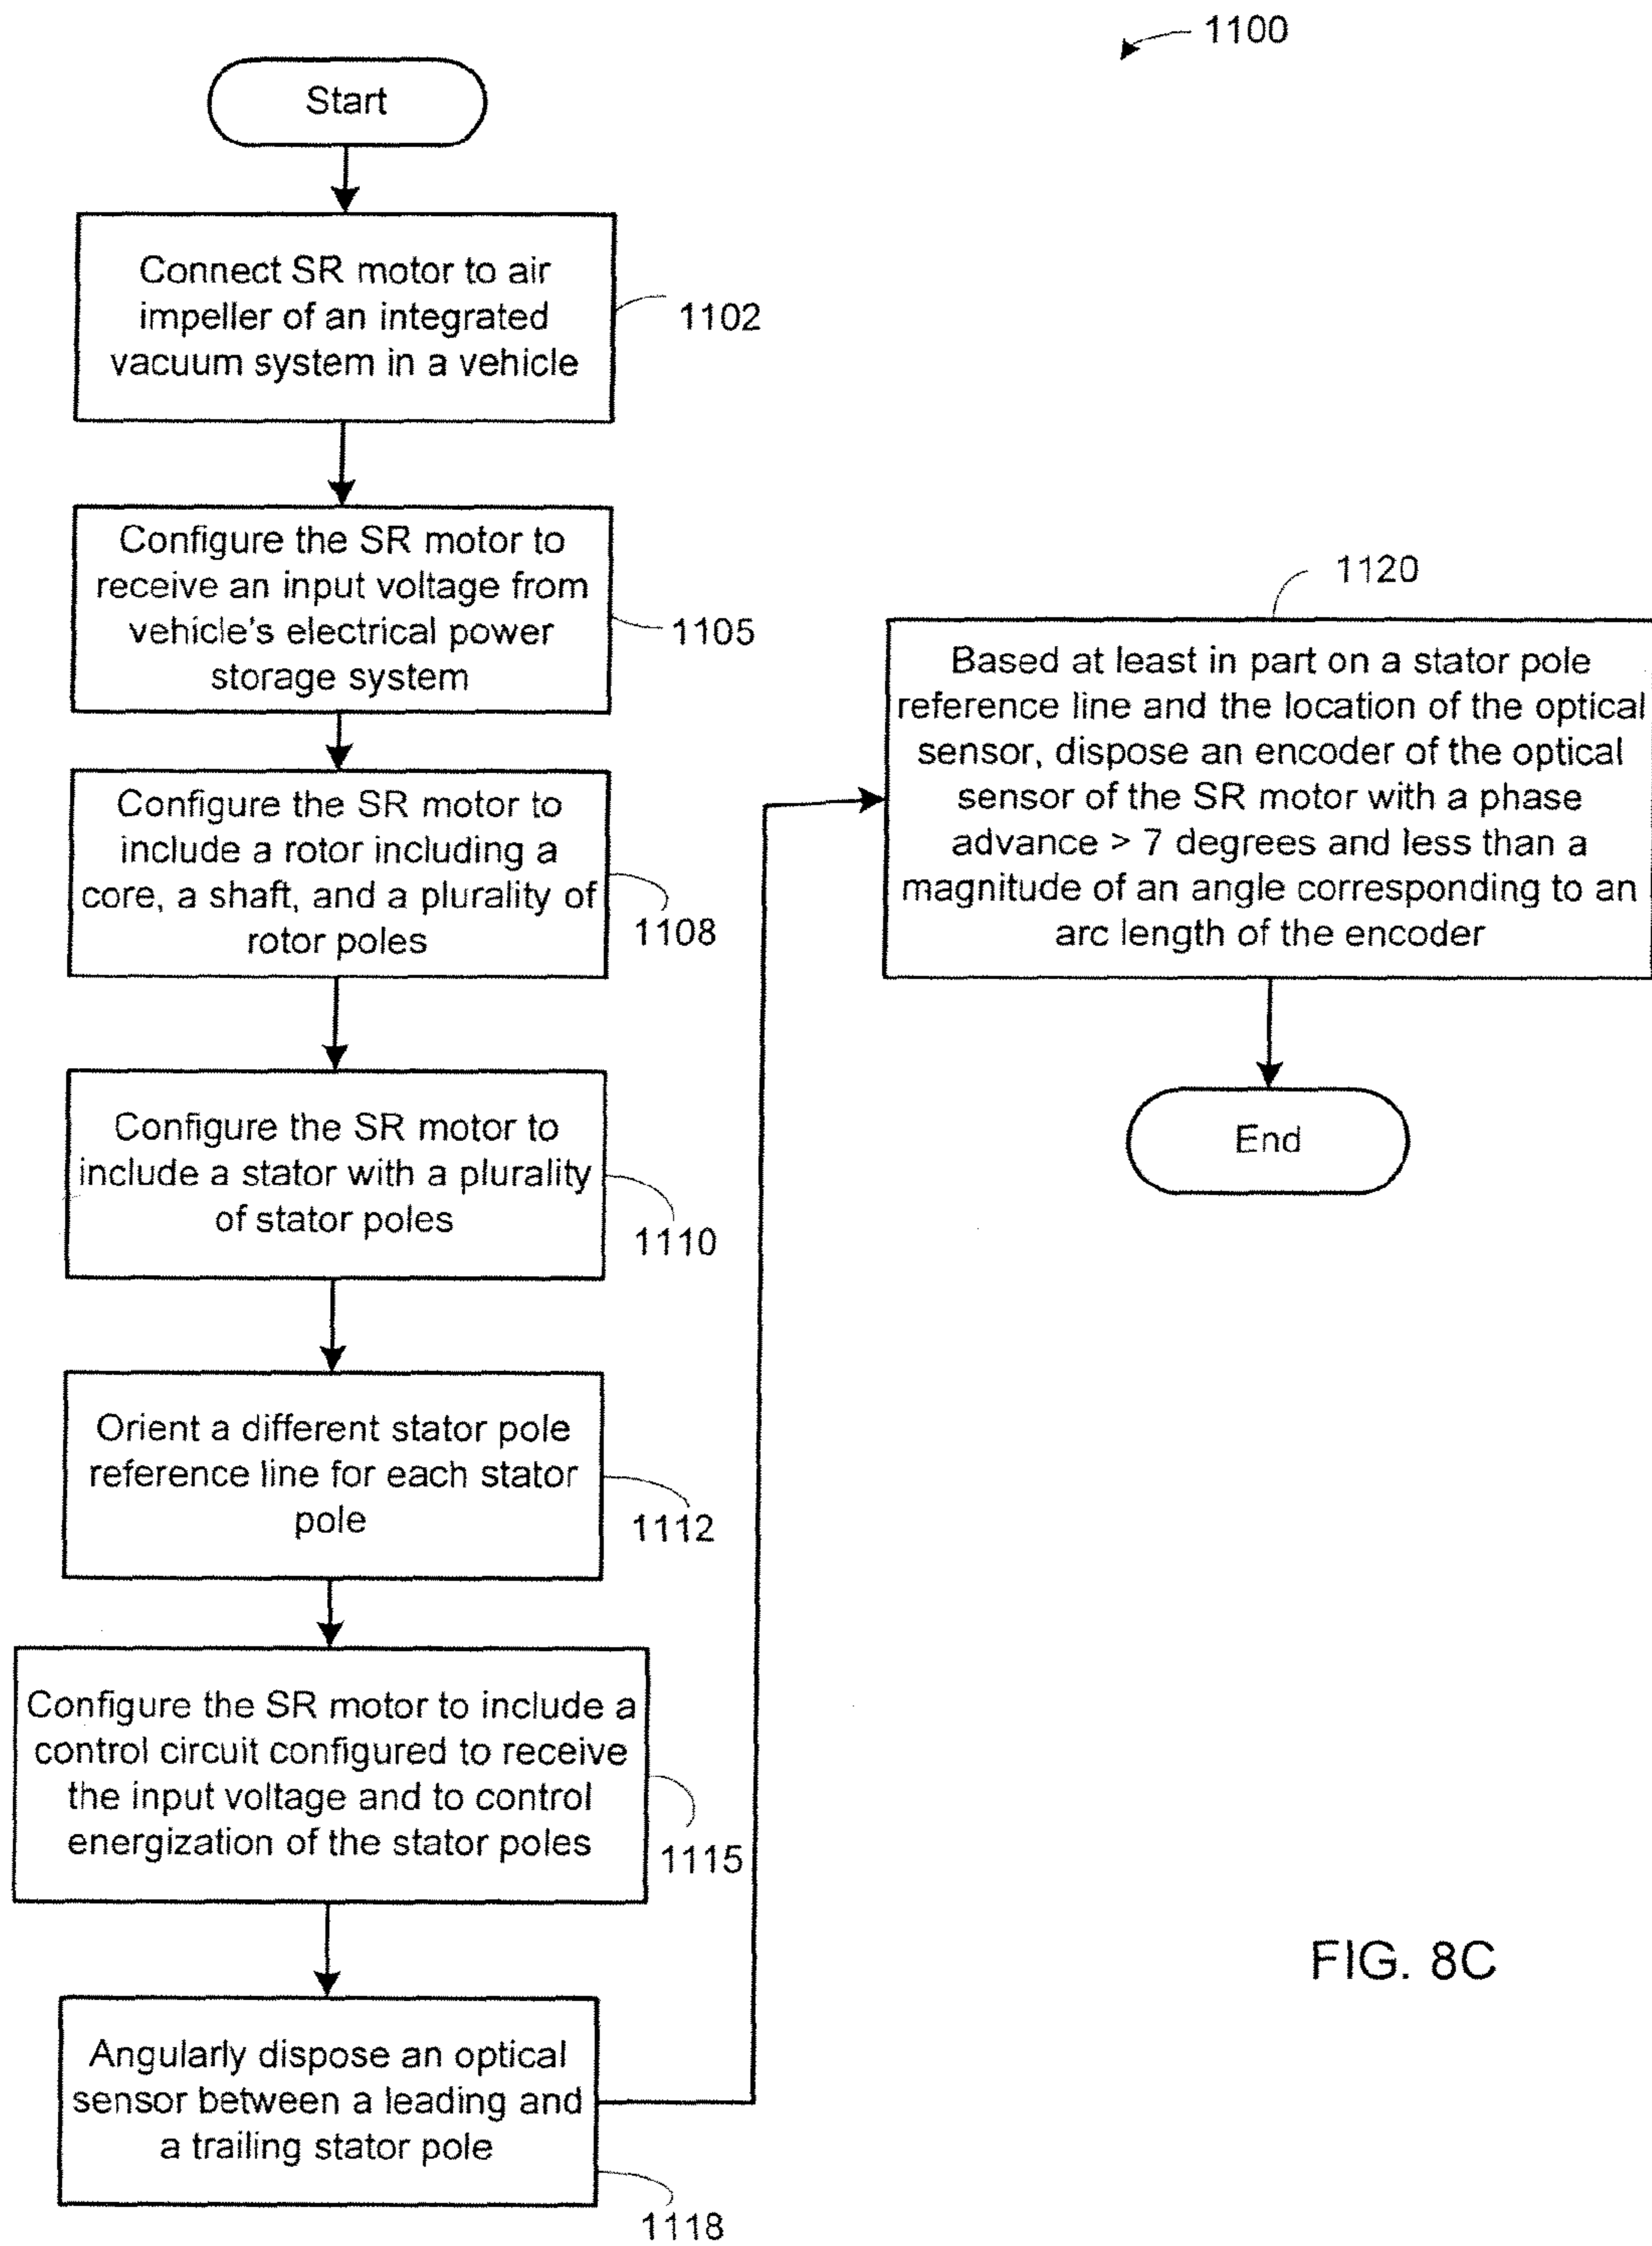 1100
Start
Connect SR motor to air
impeller of an integrated
vacuum system in a vehicle
1102
Configure the SR motor to
receive an input voltage from
vehicle's electrical power
storage system
1105
Configure the SR motor to
include a rotor including a
core, a shaft, and a plurality of
rotor poles
1108
Configure the SR motor to
include a stator with a plurality
of stator poles
1110
Orient a different stator pole
reference line for each stator
pole
1112
Configure the SR motor to include a
control circuit configured to receive
the input voltage and to control
energization of the stator poles
1115
Angularly dispose an optical
sensor between a leading and
a trailing stator pole
1118
1120
Based at least in part on a stator pole
reference line and the location of the optical
sensor, dispose an encoder of the optical
sensor of the SR motor with a phase
advance > 7 degrees and less than a
magnitude of an angle corresponding to an
arc length of the encoder
End
FIG. 8C